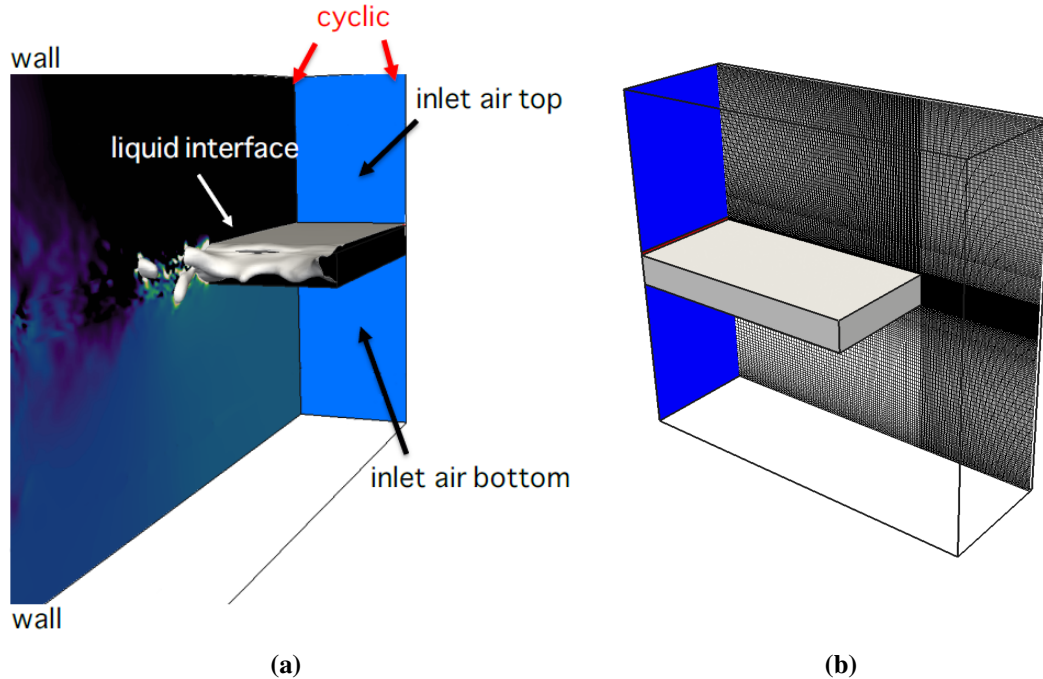 cyclic
wall
inlet air top
liquid interface
inlet air bottom
wall
(a)
(b)